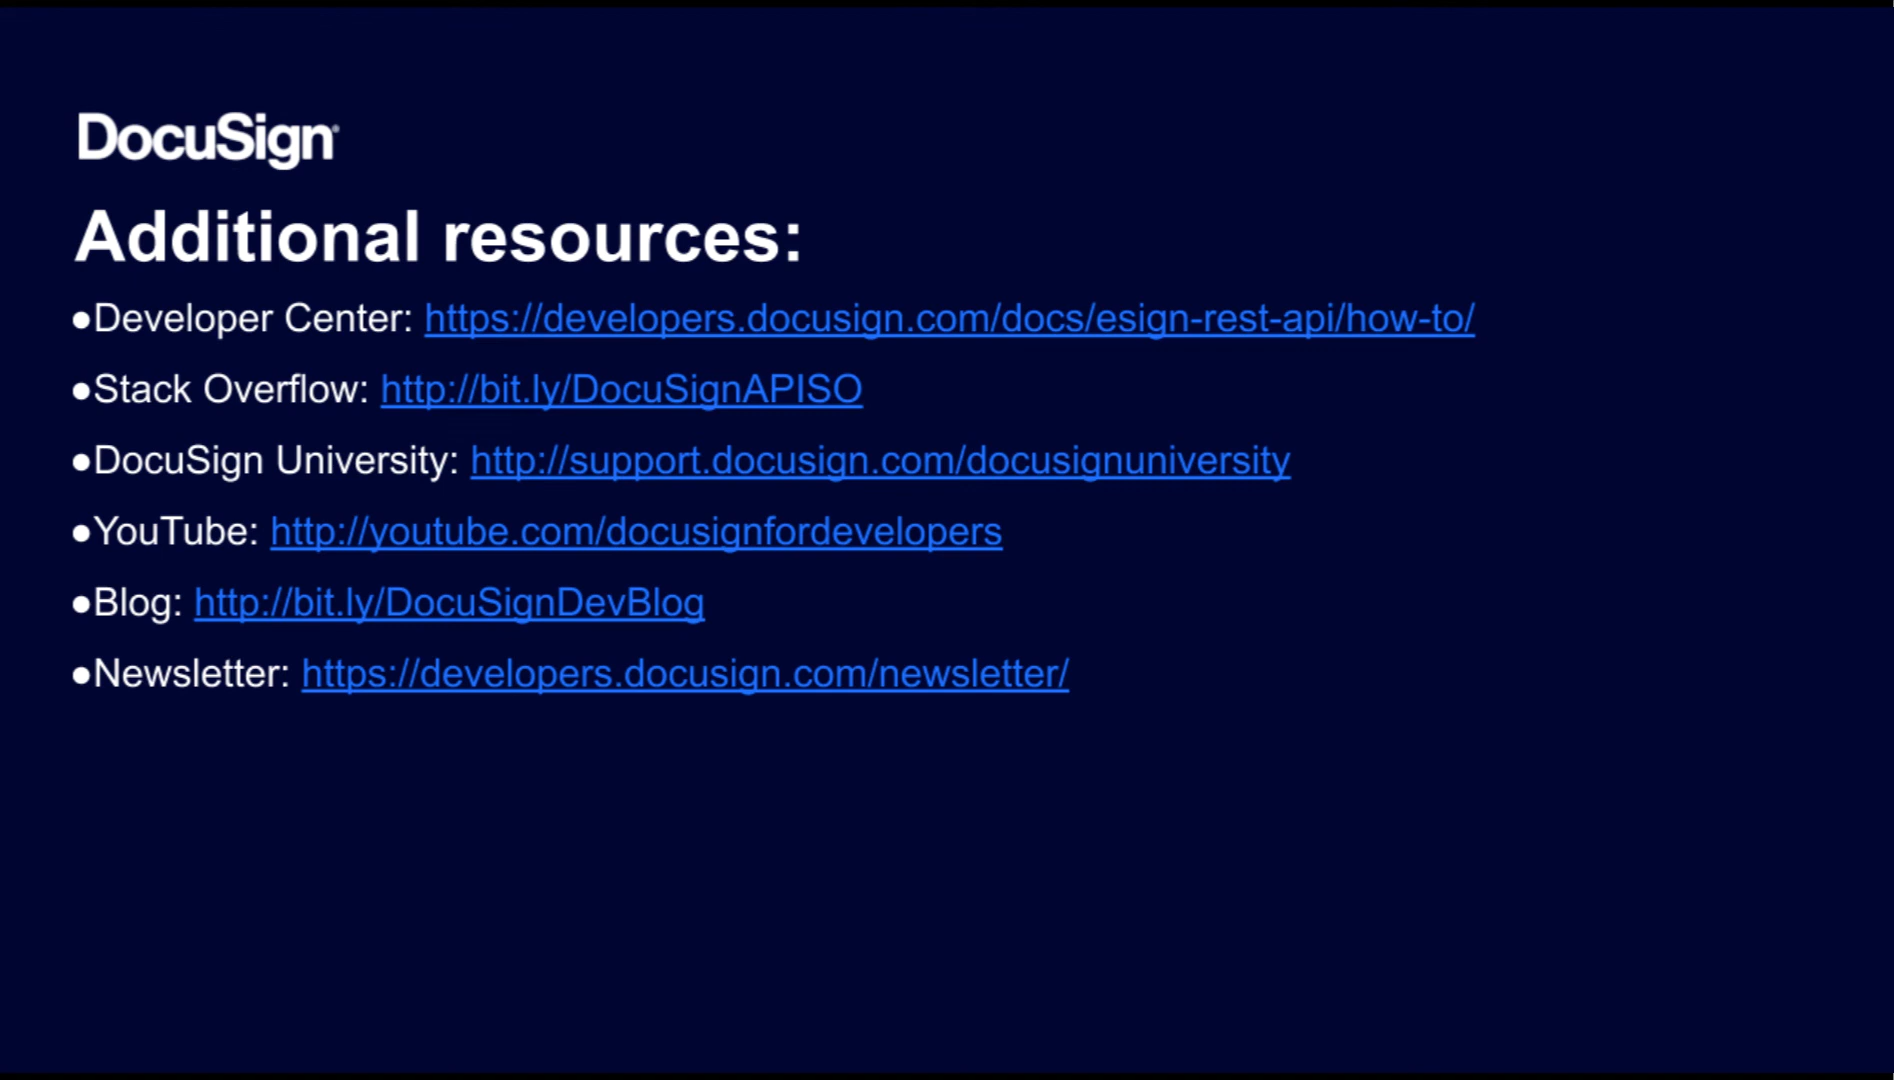 DocuSign
Additional resources:
●Developer Center: https://developers.docusign.com/docs/esign-rest-api/how-to/
●Stack Overflow: http://bit.ly/DocuSignAPISO
●DocuSign University: http://support.docusign.com/docusignuniversity
●YouTube: http://youtube.com/docusignfordevelopers
●Blog: http://bit.ly/DocuSignDevBlog
●Newsletter: https://developers.docusign.com/newsletter/